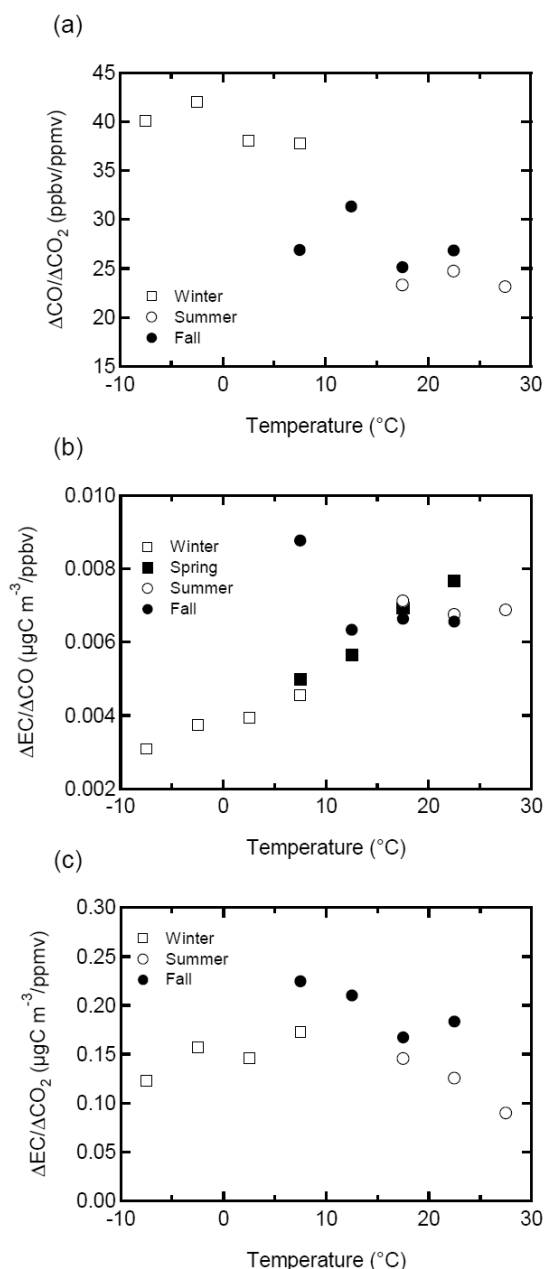 (a)
45
40
35
30
25
20
15
-10
0
10
20
30
ΔCO/ΔCO₂ (ppbv/ppmv)
Winter
Summer
Fall
Temperature (°C)
(b)
0.010
0.008
0.006
0.004
0.002
-10
0
10
20
30
ΔEC/ΔCO (µgC m⁻³/ppbv)
Winter
Spring
Summer
Fall
Temperature (°C)
(c)
0.30
0.25
0.20
0.15
0.10
0.05
0.00
-10
0
10
20
30
ΔEC/ΔCO₂ (µgC m⁻³/ppmv)
Winter
Summer
Fall
Temperature (°C)